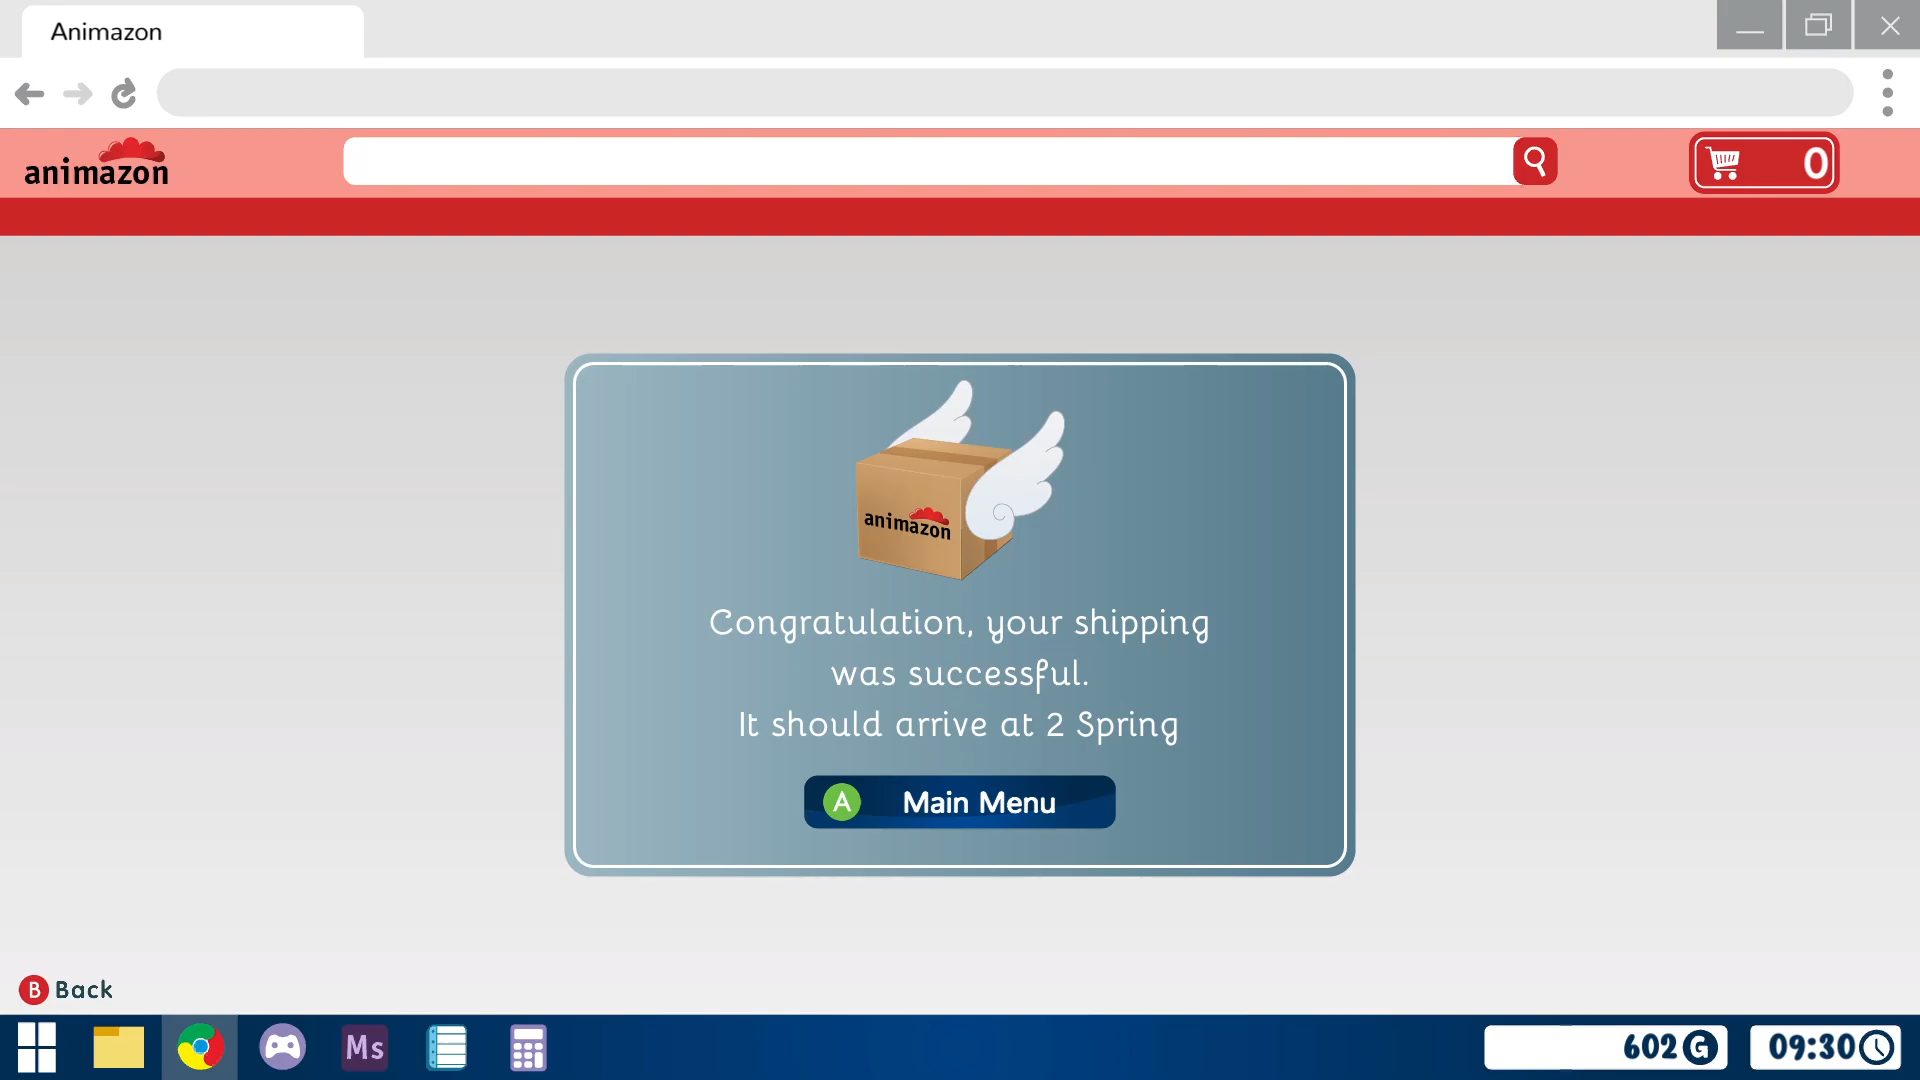 Animazon
animazon
0
animazon
Congratulation, your shipping
was successful.
It should arrive at 2 Spring
A Main Menu
B Back
Ms
602 G
09:30